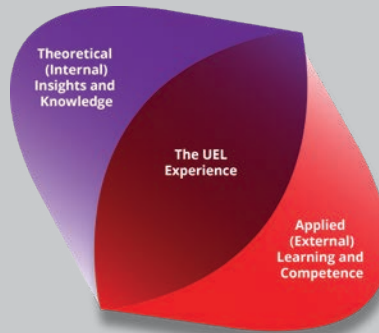 Theoretical
(Internal)
Insights and
Knowledge
The UEL
Experience
Applied
(External)
Learning and
Competence